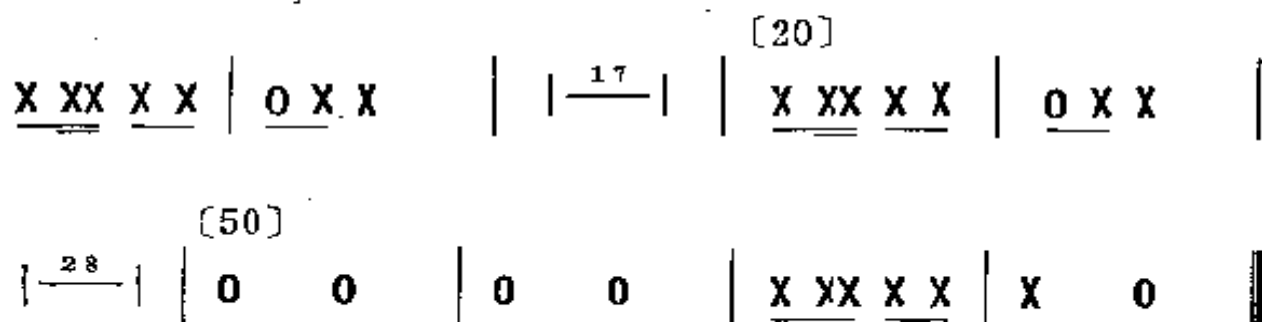 〔20〕
X XX X X | 0 X X | |—17—| | X XX X X | 0 X X |
〔50〕
|—28—| | 0 0 | 0 0 | X XX X X | X 0 ‖